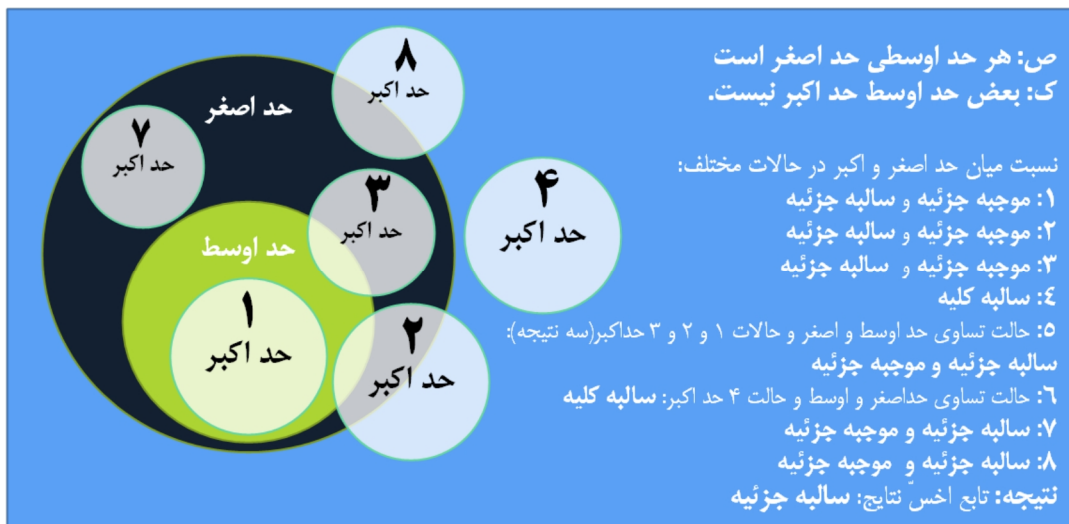 ص: هر حد اوسطی حد اصغر است
ک: بعض حد اوسط حد اکبر نیست.
نسبت میان حد اصغر و اکبر در حالات مختلف:
۱: موجبه جزئیه و سالبه جزئیه
۲: موجبه جزئیه و سالبه جزئیه
۳: موجبه جزئیه و سالبه جزئیه
٤: سالبه کلیه
۵: حالت تساوی حد اوسط و اصغر و حالات ۱ و ۲ و ۳ حداکبر(سه نتیجه):
سالبه جزئیه و موجبه جزئیه
٦: حالت تساوی حداصغر و اوسط و حالت ۴ حد اکبر: سالبه کلیه
۷: سالبه جزئیه و موجبه جزئیه
۸: سالبه جزئیه و موجبه جزئیه
نتیجه: تابع اخسّ نتایج: سالبه جزئیه
۸
حد اکبر
حد اصغر
۷
حد اکبر
۳
حد اکبر
۴
حد اکبر
حد اوسط
۱
حد اکبر
۲
حد اکبر